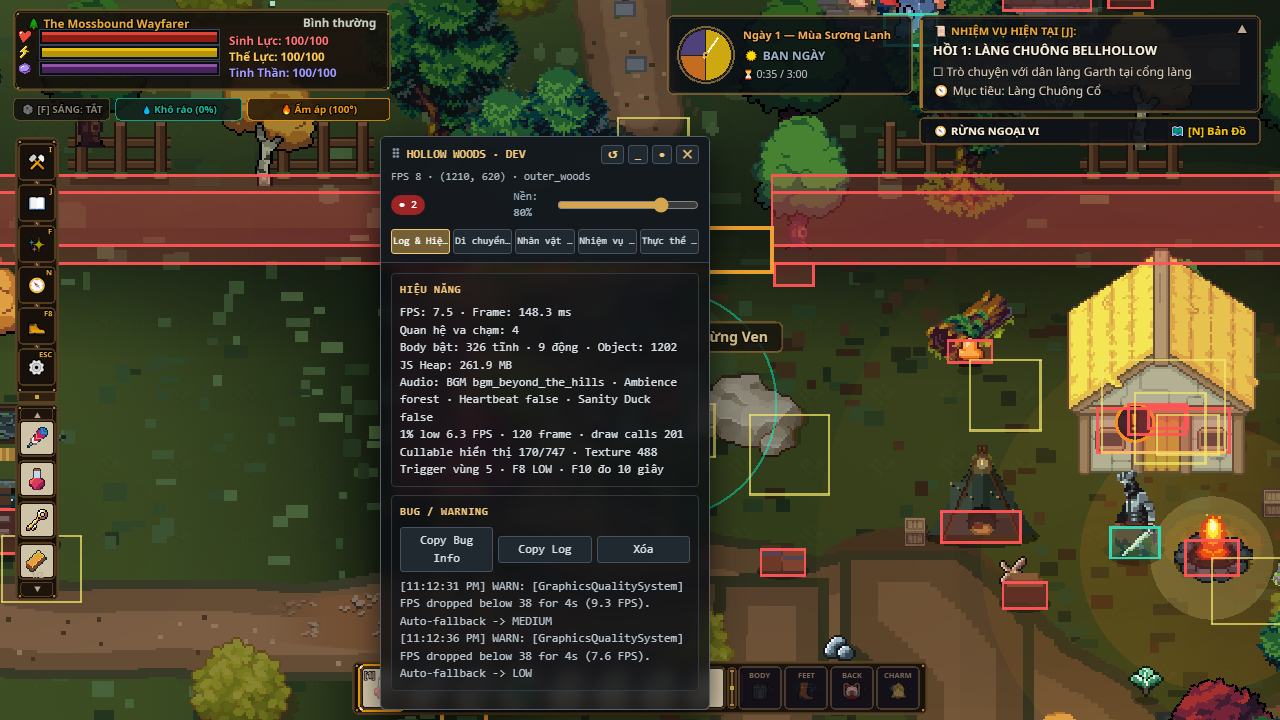 The Mossbound Wayfarer
Bình thường
Sinh Lực: 100/100
Thể Lực: 100/100
Tinh Thần: 100/100
[F] SÁNG: TẮT
Khô ráo (0%)
Ấm áp (100°)
Ngày 1 — Mùa Sương Lạnh
BAN NGÀY
0:35 / 3:00
NHIỆM VỤ HIỆN TẠI [J]:
HỒI 1: LÀNG CHUÔNG BELLHOLLOW
☐ Trò chuyện với dân làng Garth tại cổng làng
Mục tiêu: Làng Chuông Cổ
RỪNG NGOẠI VI
[N] Bản Đồ
I
J
N
F8
ESC
HOLLOW WOODS · DEV
FPS 8 · (1210, 620) · outer_woods
2
Nền:
80%
Log & Hiệ…
Di chuyển…
Nhân vật …
Nhiệm vụ …
Thực thể …
HIỆU NĂNG
FPS: 7.5 · Frame: 148.3 ms
Quan hệ va chạm: 4
Body bật: 326 tĩnh · 9 động · Object: 1202
JS Heap: 261.9 MB
Audio: BGM bgm_beyond_the_hills · Ambience
forest · Heartbeat false · Sanity Duck
false
1% low 6.3 FPS · 120 frame · draw calls 201
Cullable hiển thị 170/747 · Texture 488
Trigger vùng 5 · F8 LOW · F10 đo 10 giây
BUG / WARNING
Copy Bug
Info
Copy Log
Xóa
[11:12:31 PM] WARN: [GraphicsQualitySystem]
FPS dropped below 38 for 4s (9.3 FPS).
Auto-fallback -> MEDIUM
[11:12:36 PM] WARN: [GraphicsQualitySystem]
FPS dropped below 38 for 4s (7.6 FPS).
Auto-fallback -> LOW
Ven
BODY
FEET
BACK
CHARM